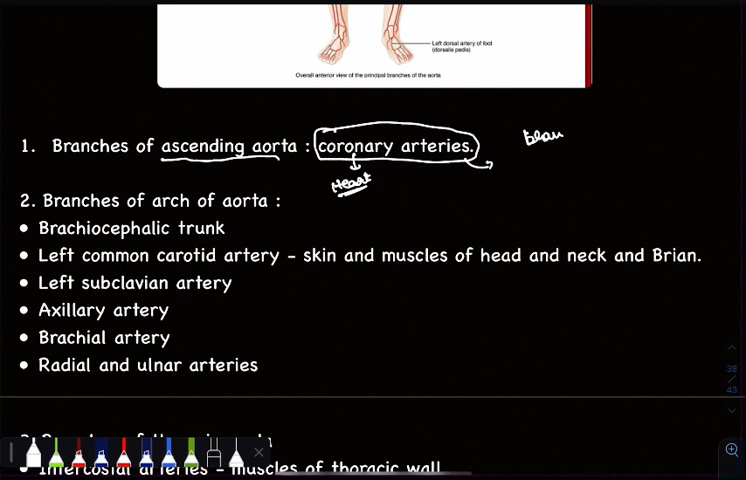 Left dorsal artery of foot
(dorsalis pedis)
Overall anterior view of the principal branches of the aorta
1. Branches of ascending aorta : coronary arteries.
Heart
2. Branches of arch of aorta :
• Brachiocephalic trunk
• Left common carotid artery – skin and muscles of head and neck and Brian.
• Left subclavian artery
• Axillary artery
• Brachial artery
• Radial and ulnar arteries
38
/
43
• Intercostal arteries – muscles of thoracic wall